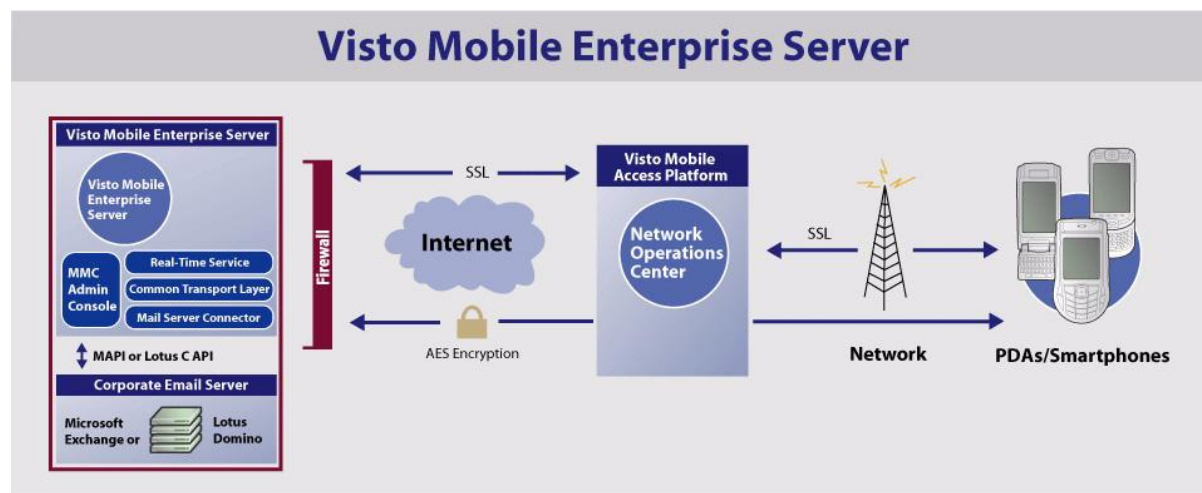 Visto Mobile Enterprise Server
Visto Mobile Enterprise Server
Visto Mobile
Enterprise
Server
MMC
Admin
Console
Real-Time Service
Common Transport Layer
Mail Server Connector
MAPI or Lotus C API
Corporate Email Server
Microsoft
Exchange or
Lotus
Domino
Firewall
SSL
Internet
AES Encryption
Visto Mobile
Access Platform
Network
Operations
Center
SSL
Network
PDAs/Smartphones